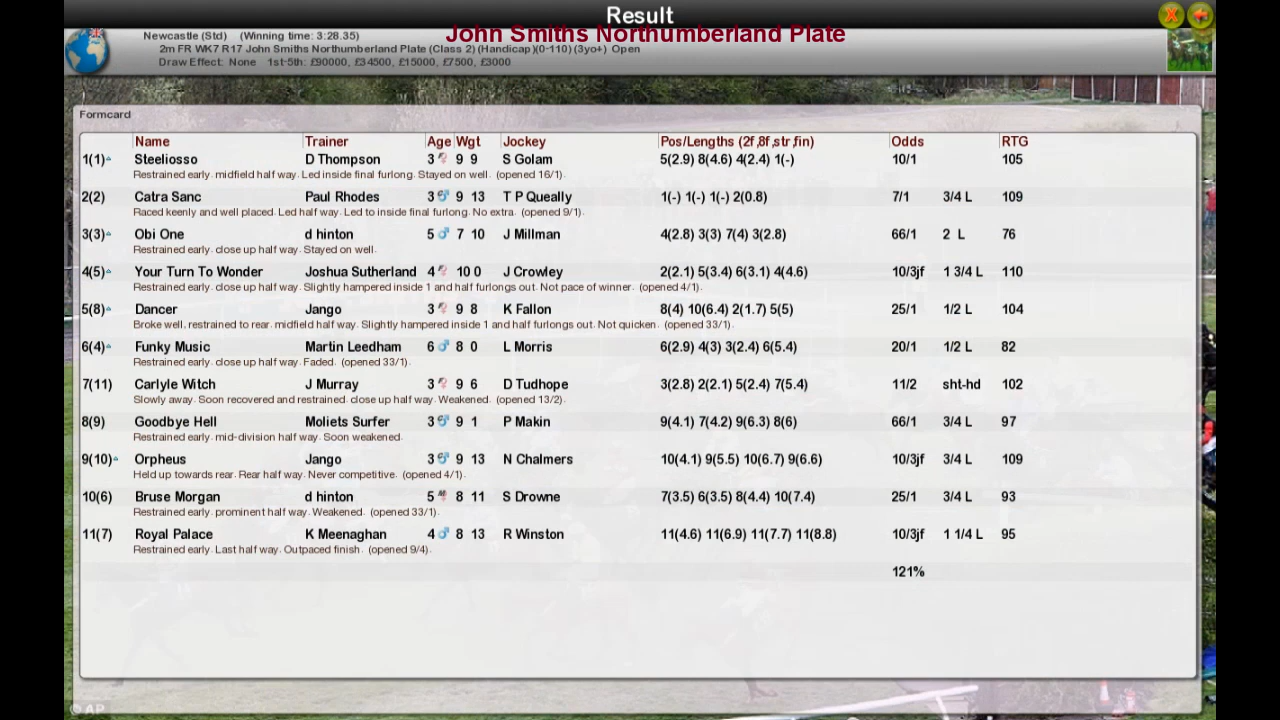 Result
John Smiths Northumberland Plate
Newcastle (Std) (Winning time: 3:28.35)
2m FR WK7 R17 John Smiths Northumberland Plate (Class 2) (Handicap)(0-110) (3yo+) Open
Draw Effect: None 1st-5th: £90000, £34500, £15000, £7500, £3000
Formcard
Name Trainer Age Wgt Jockey Pos/Lengths (2f,8f,str,fin) Odds RTG
1(1) Steeliosso D Thompson 3 9 9 S Golam 5(2.9) 8(4.6) 4(2.4) 1(-) 10/1 105
Restrained early. midfield half way. Led inside final furlong. Stayed on well. (opened 16/1).
2(2) Catra Sanc Paul Rhodes 3 9 13 T P Queally 1(-) 1(-) 1(-) 2(0.8) 7/1 3/4 L 109
Raced keenly and well placed. Led half way. Led to inside final furlong. No extra. (opened 9/1).
3(3) Obi One d hinton 5 7 10 J Millman 4(2.8) 3(3) 7(4) 3(2.8) 66/1 2 L 76
Restrained early. close up half way. Stayed on well.
4(5) Your Turn To Wonder Joshua Sutherland 4 10 0 J Crowley 2(2.1) 5(3.4) 6(3.1) 4(4.6) 10/3jf 1 3/4 L 110
Restrained early. close up half way. Slightly hampered inside 1 and half furlongs out. Not pace of winner. (opened 4/1).
5(8) Dancer Jango 3 9 8 K Fallon 8(4) 10(6.4) 2(1.7) 5(5) 25/1 1/2 L 104
Broke well, restrained to rear. midfield half way. Slightly hampered inside 1 and half furlongs out. Not quicken. (opened 33/1).
6(4) Funky Music Martin Leedham 6 8 0 L Morris 6(2.9) 4(3) 3(2.4) 6(5.4) 20/1 1/2 L 82
Restrained early. close up half way. Faded. (opened 33/1).
7(11) Carlyle Witch J Murray 3 9 6 D Tudhope 3(2.8) 2(2.1) 5(2.4) 7(5.4) 11/2 sht-hd 102
Slowly away. Soon recovered and restrained. close up half way. Weakened. (opened 13/2).
8(9) Goodbye Hell Moliets Surfer 3 9 1 P Makin 9(4.1) 7(4.2) 9(6.3) 8(6) 66/1 3/4 L 97
Restrained early. mid-division half way. Soon weakened.
9(10) Orpheus Jango 3 9 13 N Chalmers 10(4.1) 9(5.5) 10(6.7) 9(6.6) 10/3jf 3/4 L 109
Held up towards rear. Rear half way. Never competitive. (opened 4/1).
10(6) Bruse Morgan d hinton 5 8 11 S Drowne 7(3.5) 6(3.5) 8(4.4) 10(7.4) 25/1 3/4 L 93
Restrained early. prominent half way. Weakened. (opened 33/1).
11(7) Royal Palace K Meenaghan 4 8 13 R Winston 11(4.6) 11(6.9) 11(7.7) 11(8.8) 10/3jf 1 1/4 L 95
Restrained early. Last half way. Outpaced finish. (opened 9/4).
121%
© AP